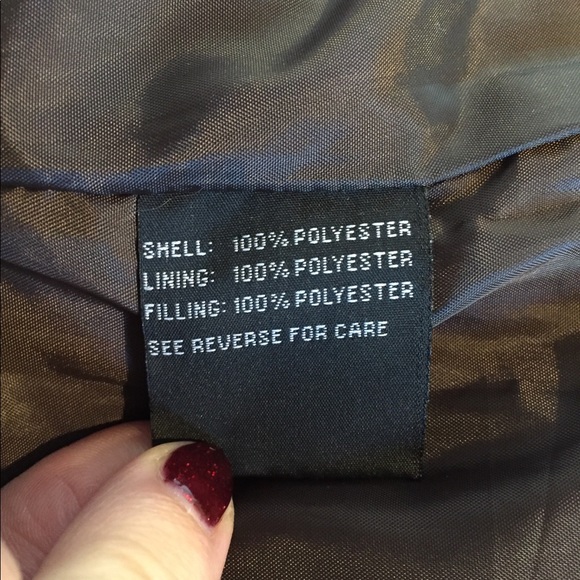 SHELL: 100% POLYESTER
LINING: 100% POLYESTER
FILLING: 100% POLYESTER
SEE REVERSE FOR CARE